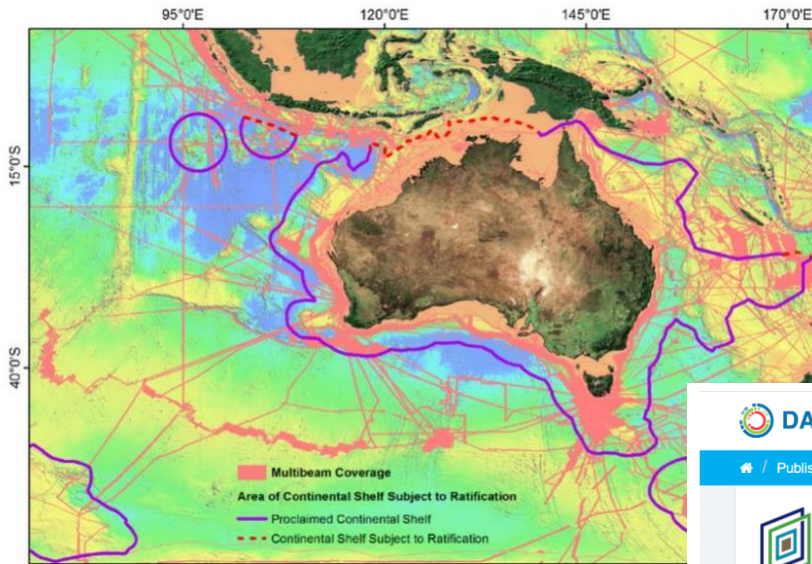 95°0'E
120°0'E
145°0'E
170°0'E
15°0'S
40°0'S
Multibeam Coverage
Area of Continental Shelf Subject to Ratification
Proclaimed Continental Shelf
Continental Shelf Subject to Ratification
DA
/ Publis